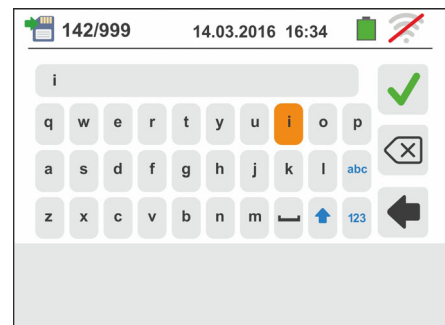 142/999 14.03.2016 16:34
i
q w e r t y u i o p
a s d f g h j k l abc
z x c v b n m 123